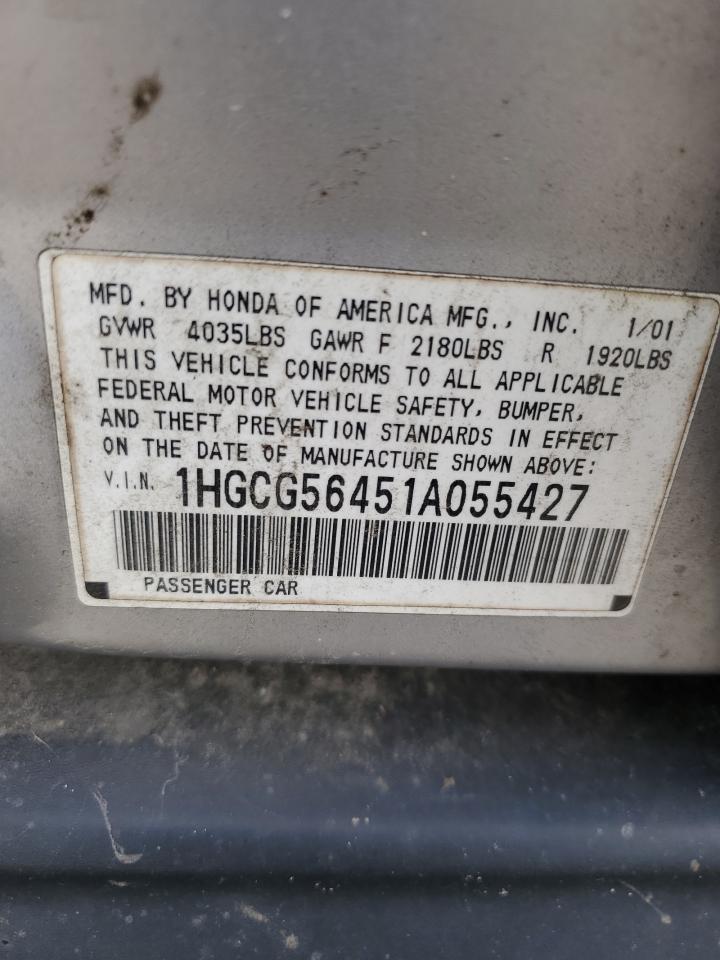 MFD. BY HONDA OF AMERICA MFG., INC. 1/01
GVWR 4035LBS GAWR F 2180LBS R 1920LBS
THIS VEHICLE CONFORMS TO ALL APPLICABLE
FEDERAL MOTOR VEHICLE SAFETY, BUMPER,
AND THEFT PREVENTION STANDARDS IN EFFECT
ON THE DATE OF MANUFACTURE SHOWN ABOVE:
V.I.N. 1HGCG56451A055427
PASSENGER CAR